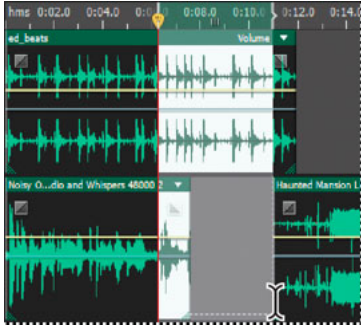 hms 0:02.0 0:04.0 0:0 0:08.0 0:10.0 0:12.0 0:14.
ed_beats Volume
Noisy O...dio and Whispers 48000 2 Haunted Mansion L